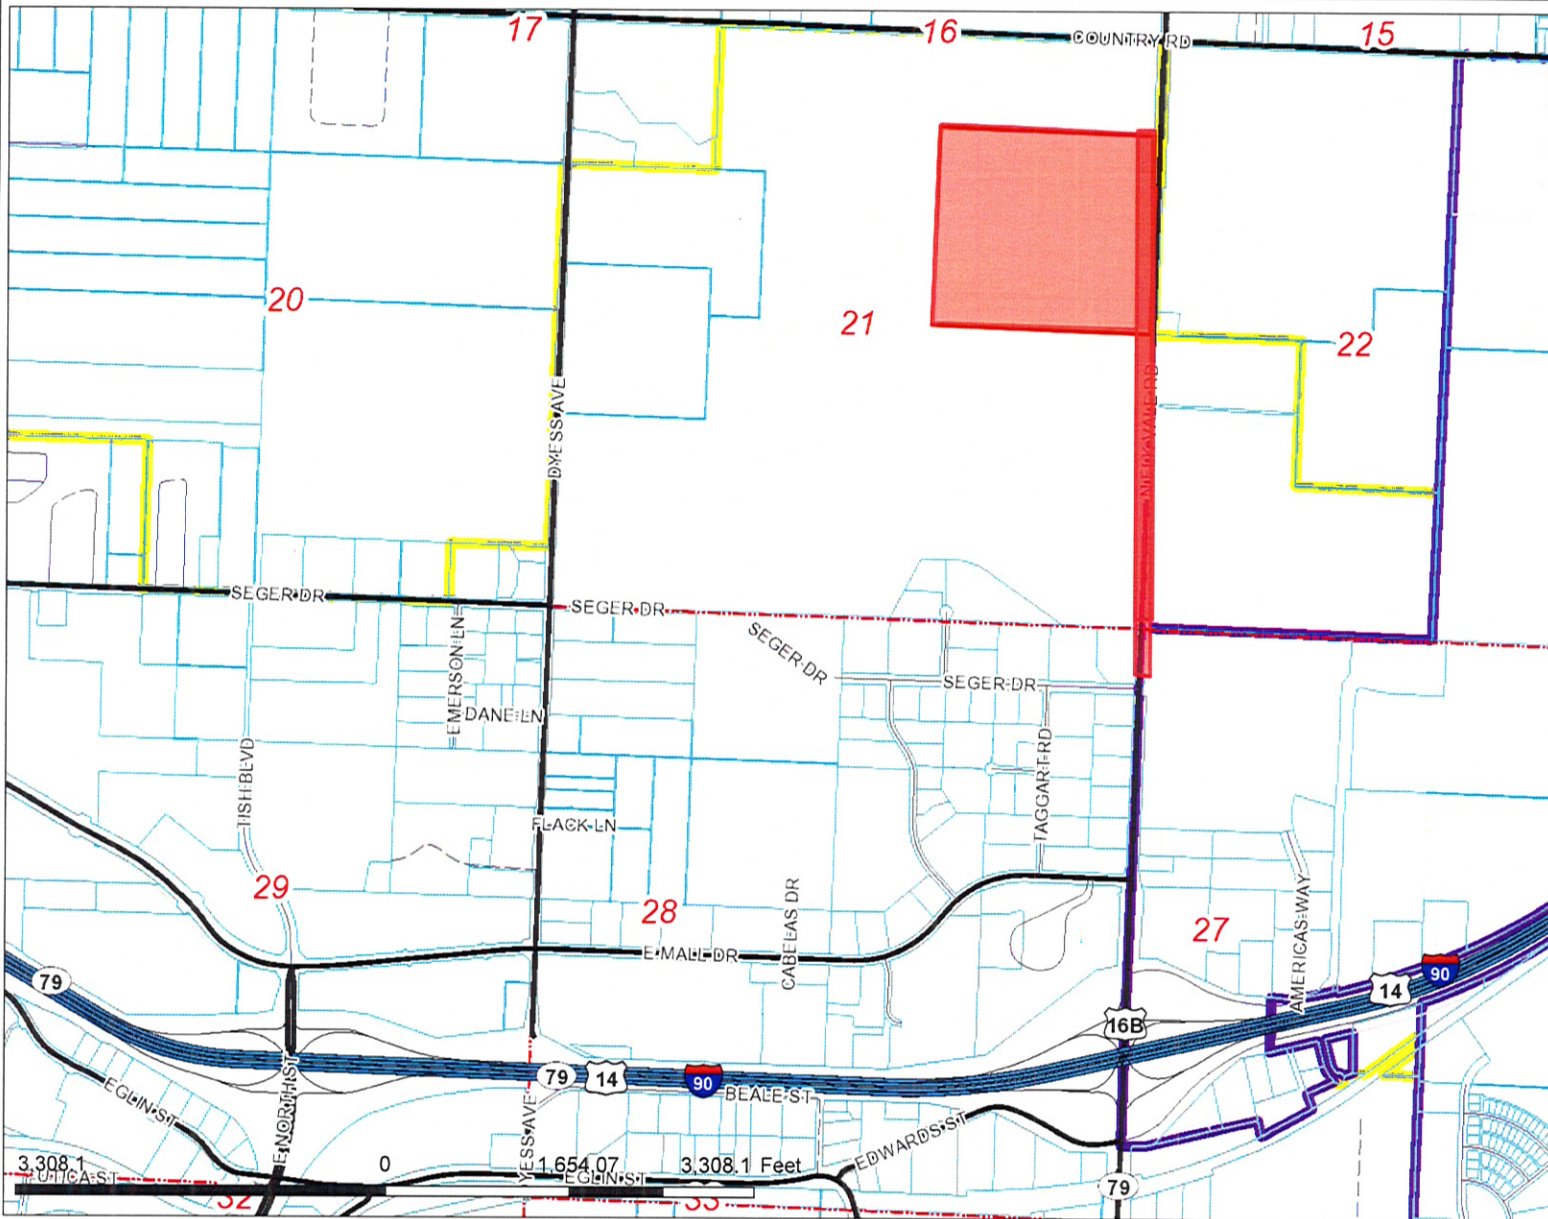 17
16
15
COUNTRY RD
20
21
22
DYESS AVE
SEGER DR
SEGER DR
SEGER DR
SEGER DR
EMERSON LN
DANE LN
TISH BLVD
FLACK LN
TAGGART RD
29
28
27
CABELAS DR
AMERICAS WAY
E MALL DR
79
90
14
16B
79
14
90
BEALE ST
E NORTH ST
EGLIN ST
YESS AVE
EDWARDS ST
3,308.1
0
1,654.07
3,308.1 Feet
UTICA ST
EGLIN ST
79
32
33